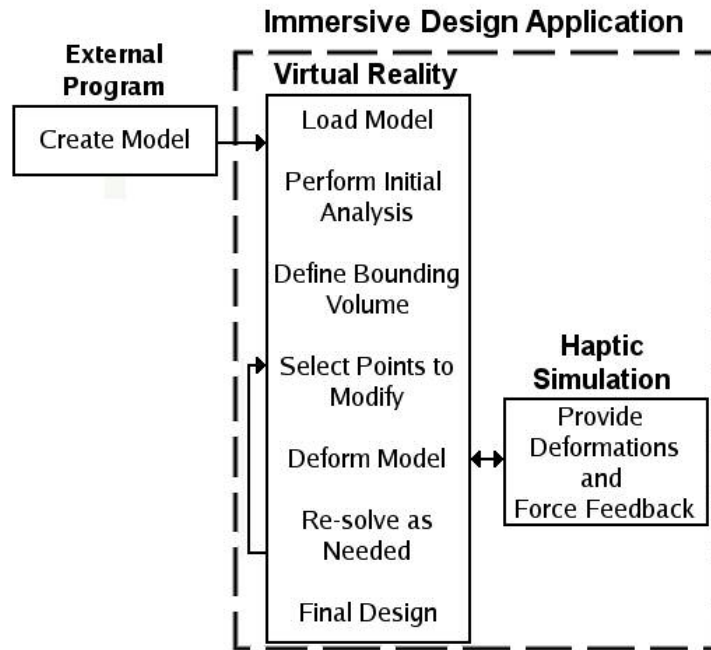 Immersive Design Application
External
Program
Create Model
Virtual Reality
Load Model
Perform Initial
Analysis
Define Bounding
Volume
Select Points to
Modify
Deform Model
Re-solve as
Needed
Final Design
Haptic
Simulation
Provide
Deformations
and
Force Feedback